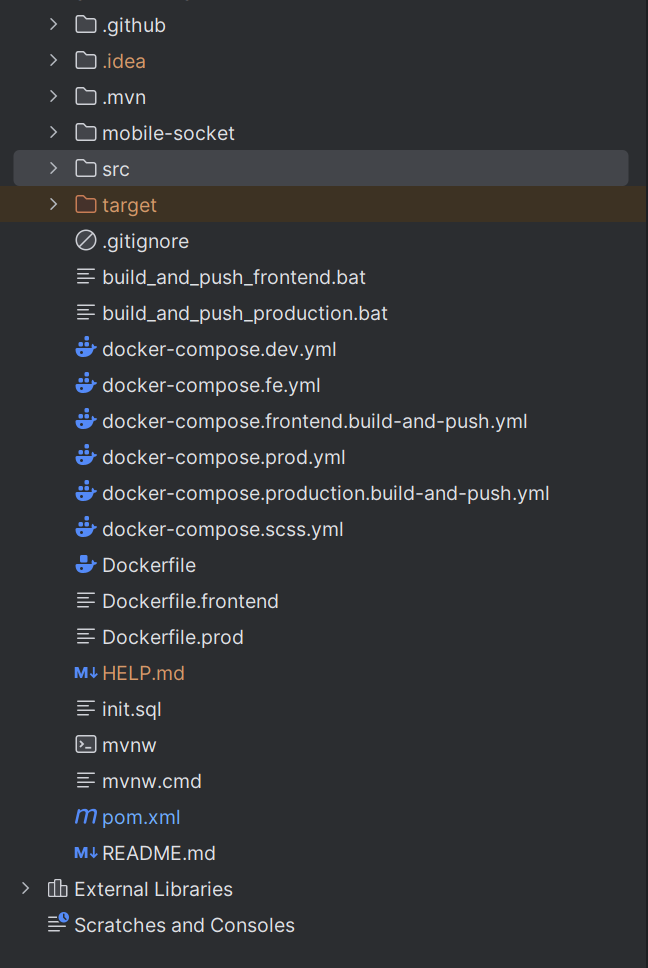 .github
.idea
.mvn
mobile-socket
src
target
.gitignore
build_and_push_frontend.bat
build_and_push_production.bat
docker-compose.dev.yml
docker-compose.fe.yml
docker-compose.frontend.build-and-push.yml
docker-compose.prod.yml
docker-compose.production.build-and-push.yml
docker-compose.scss.yml
Dockerfile
Dockerfile.frontend
Dockerfile.prod
M↓ HELP.md
init.sql
mvnw
mvnw.cmd
m pom.xml
M↓ README.md
External Libraries
Scratches and Consoles